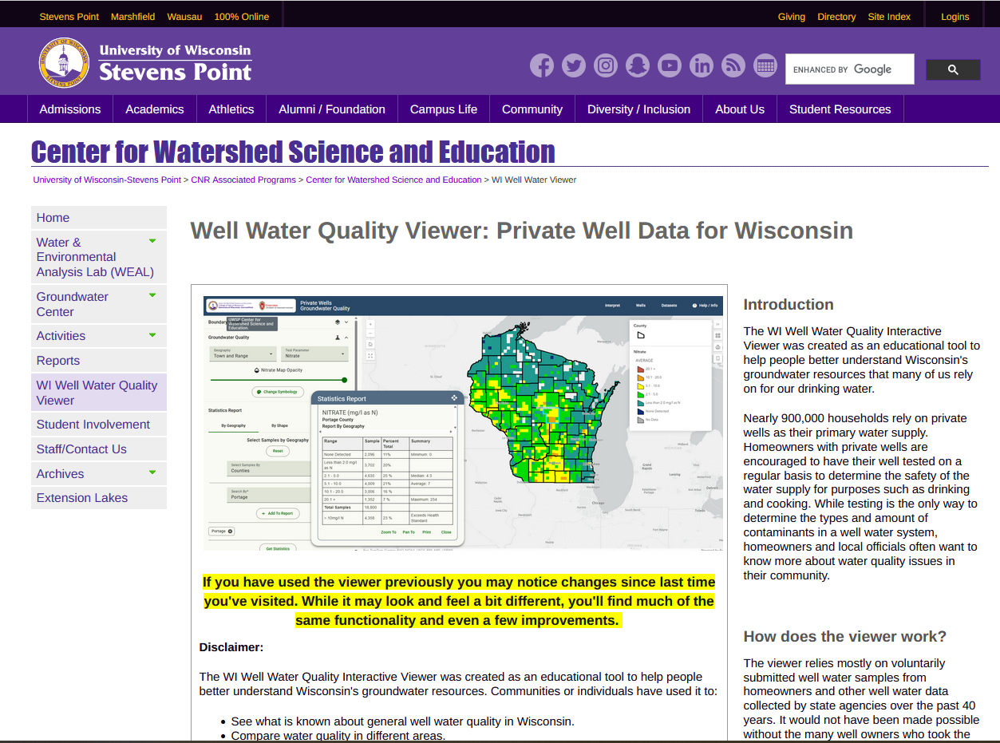 Stevens Point Marshfield Wausau 100% Online
Giving Directory Site Index Logins
University of Wisconsin
Stevens Point
ENHANCED BY Google
Admissions Academics Athletics Alumni / Foundation Campus Life Community Diversity / Inclusion About Us Student Resources
Center for Watershed Science and Education
University of Wisconsin-Stevens Point > CNR Associated Programs > Center for Watershed Science and Education > WI Well Water Viewer
Home
Water &
Environmental
Analysis Lab (WEAL)
Groundwater
Center
Activities
Reports
WI Well Water Quality
Viewer
Student Involvement
Staff/Contact Us
Archives
Extension Lakes
Well Water Quality Viewer: Private Well Data for Wisconsin
Private Wells
Groundwater Quality
Interpret Wells Datasets Help / Info
UWSP Center for
Watershed Science and
Education.
Groundwater Quality
Geography
Town and Range
Test Parameter
Nitrate
Nitrate Map Opacity
Change Symbology
Statistics Report
By Geography By Shape
Select Samples by Geography
Reset
Select Samples By
Counties
Search By*
Portage
+ Add To Report
Portage
Get Statistics
Statistics Report
NITRATE (mg/l as N)
Portage County
Report By Geography
Range Sample Percent Total Summary
None Detected 2,096 11% Minimum: 0
Less than 2.0 mg/l as N 3,702 20%
2.1 - 5.0 4,635 25 % Median: 4.3
5.1 - 10.0 4,009 21% Average: 7
10.1 - 20.0 3,006 16 %
20.1 + 1,352 7 % Maximum: 254
Total Samples
> 10mg/l N 4,358 23 % Exceeds Health Standard
Zoom To Pan To Print Close
County
Nitrate
AVERAGE
20.1 +
10.1 - 20.0
5.1 - 10.0
2.1 - 5.0
Less than 2.0 mg/l as N
None Detected
No Data
If you have used the viewer previously you may notice changes since last time
you've visited. While it may look and feel a bit different, you'll find much of the
same functionality and even a few improvements.
Disclaimer:
The WI Well Water Quality Interactive Viewer was created as an educational tool to help people
better understand Wisconsin's groundwater resources. Communities or individuals have used it to:
• See what is known about general well water quality in Wisconsin.
• Compare water quality in different areas.
Introduction
The WI Well Water Quality Interactive
Viewer was created as an educational tool to
help people better understand Wisconsin's
groundwater resources that many of us rely
on for our drinking water.
Nearly 900,000 households rely on private
wells as their primary water supply.
Homeowners with private wells are
encouraged to have their well tested on a
regular basis to determine the safety of the
water supply for purposes such as drinking
and cooking. While testing is the only way to
determine the types and amount of
contaminants in a well water system,
homeowners and local officials often want to
know more about water quality issues in
their community.
How does the viewer work?
The viewer relies mostly on voluntarily
submitted well water samples from
homeowners and other well water data
collected by state agencies over the past 40
years. It would not have been made possible
without the many well owners who took the